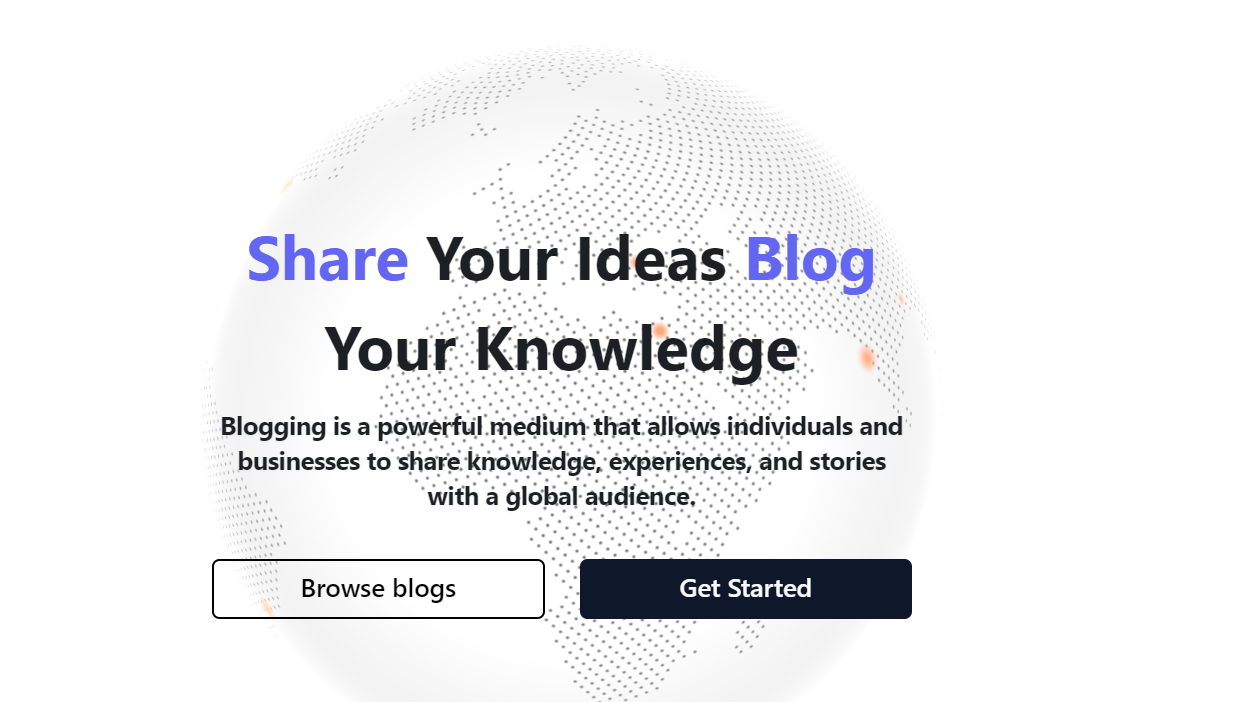 Share Your Ideas Blog
Your Knowledge
Blogging is a powerful medium that allows individuals and
businesses to share knowledge, experiences, and stories
with a global audience.
Browse blogs
Get Started